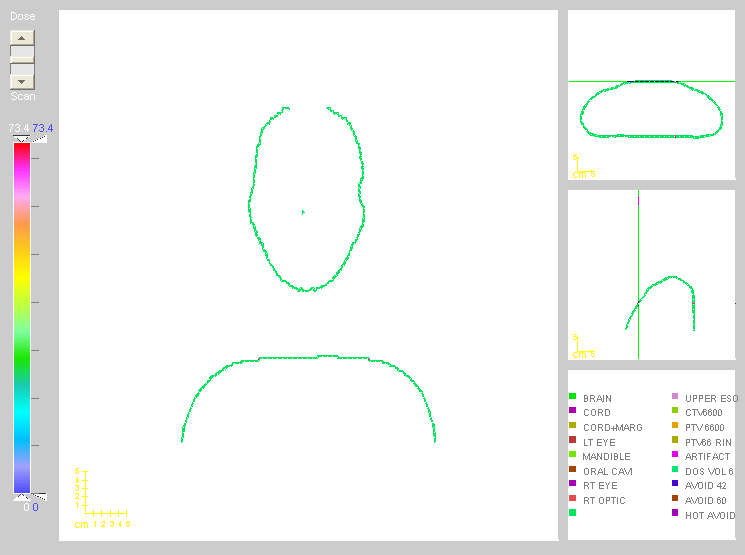 Dose
Scan
73.4 73.4
0 0
5
4
3
2
1
cm 1 2 3 4 5
5
cm 5
5
cm 5
BRAIN
CORD
CORD+MARG
LT EYE
MANDIBLE
ORAL CAVI
RT EYE
RT OPTIC
UPPER ESO
CTV6600
PTV 6600
PTV66 RIN
ARTIFACT
DOS VOL 6
AVOID 42
AVOID 60
HOT AVOID